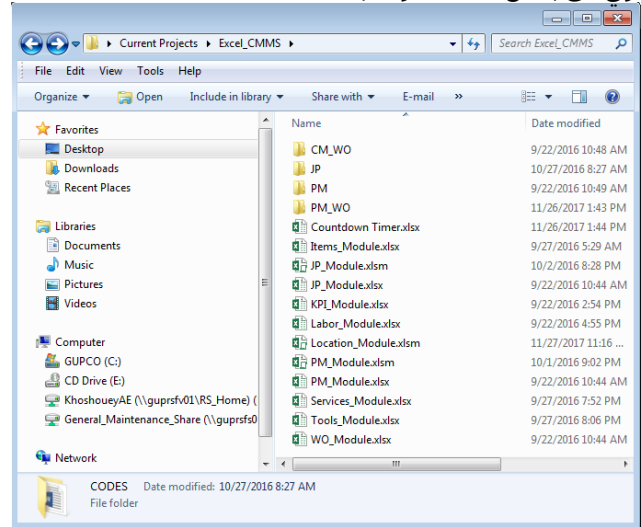 Current Projects ▸ Excel_CMMS ▸
Search Excel_CMMS
File Edit View Tools Help
Organize Open Include in library Share with E-mail »
Favorites
Desktop
Downloads
Recent Places
Libraries
Documents
Music
Pictures
Videos
Computer
GUPCO (C:)
CD Drive (E:)
KhoshoueyAE (\\guprsfv01\RS_Home) (
General_Maintenance_Share (\\guprsfs0
Network
Name Date modified
CM_WO 9/22/2016 10:48 AM
JP 10/27/2016 8:27 AM
PM 9/22/2016 10:49 AM
PM_WO 11/26/2017 1:43 PM
Countdown Timer.xlsx 11/26/2017 1:44 PM
Items_Module.xlsx 9/27/2016 5:29 AM
JP_Module.xlsm 10/2/2016 8:28 PM
JP_Module.xlsx 9/22/2016 10:44 AM
KPI_Module.xlsx 9/22/2016 2:54 PM
Labor_Module.xlsx 9/22/2016 4:55 PM
Location_Module.xlsm 11/27/2017 11:16 ...
PM_Module.xlsm 10/1/2016 9:02 PM
PM_Module.xlsx 9/22/2016 10:44 AM
Services_Module.xlsx 9/27/2016 7:52 PM
Tools_Module.xlsx 9/27/2016 8:06 PM
WO_Module.xlsx 9/22/2016 10:44 AM
CODES Date modified: 10/27/2016 8:27 AM
File folder